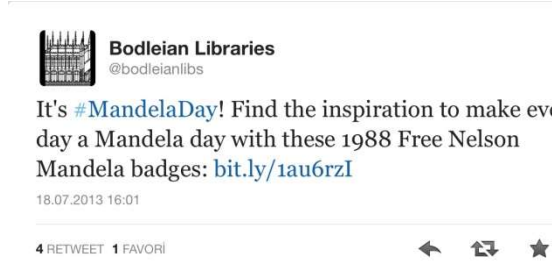 Bodleian Libraries
@bodleianlibs
It's #MandelaDay! Find the inspiration to make
day a Mandela day with these 1988 Free Nelson
Mandela badges: bit.ly/1au6rzI
18.07.2013 16:01
4 RETWEET 1 FAVORİ